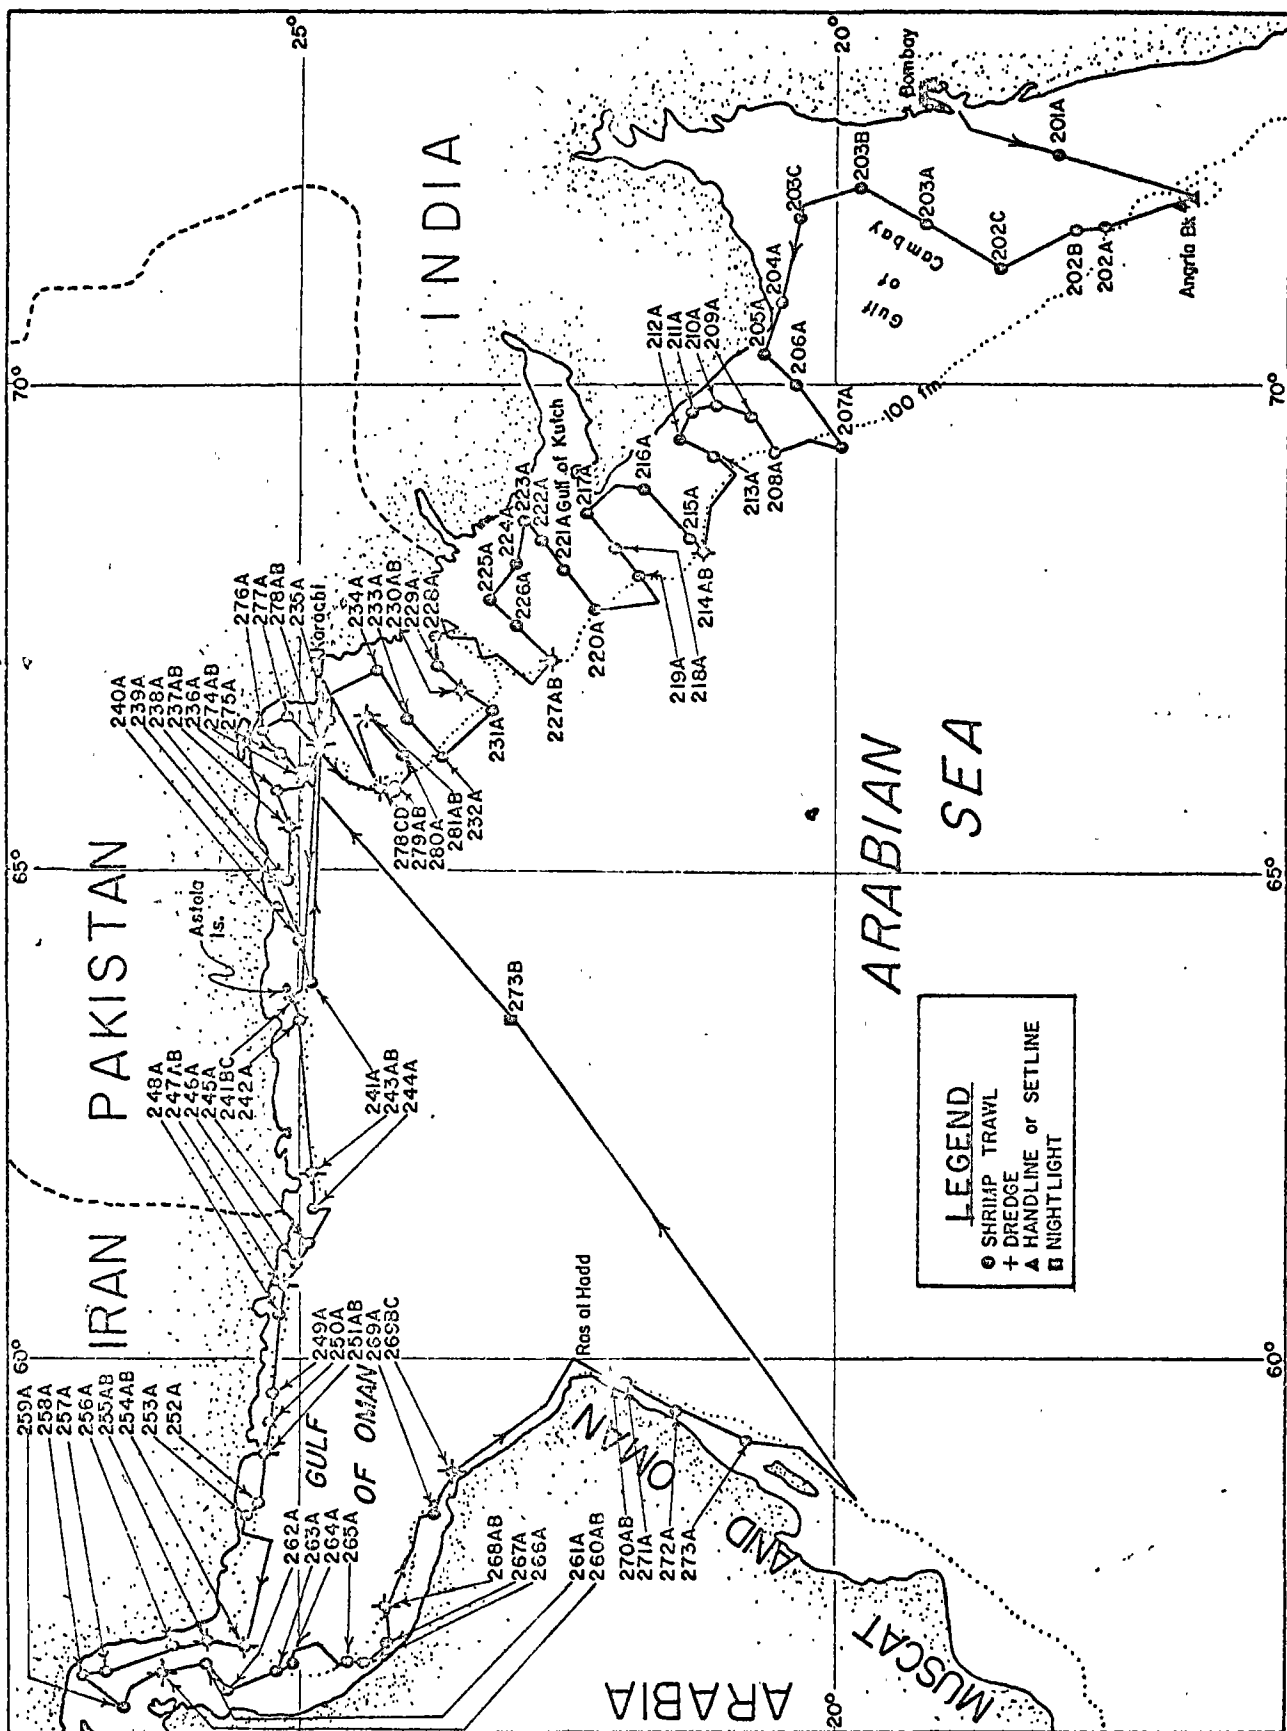 IRAN
PAKISTAN
INDIA
ARABIAN
SEA
ARABIA
MUSCAT
AND
OMAN
GULF
OF OMAN
Gulf of Kutch
Gulf
of
Cambay
Bombay
Karachi
Astola
Is.
Ras al Hadd
Angria Bk
100 fm
25°
20°
20°
70°
70°
65°
65°
60°
60°
259A
258A
257A
256A
255AB
254AB
253A
252A
248A
247AB
246A
245A
241BC
242A
240A
239A
238A
237AB
236A
274AB
275A
276A
277A
278AB
235A
234A
233A
230AB
229A
228A
225A
224A
223A
222A
226A
221A
217A
216A
215A
212A
211A
210A
209A
205A
204A
203C
203B
203A
206A
207A
202C
202B
202A
201A
213A
208A
214AB
219A
218A
220A
227AB
231A
278CD
279AB
280A
281AB
232A
241A
243AB
244A
249A
250A
251AB
269A
269BC
262A
263A
264A
265A
268AB
267A
266A
261A
260AB
270AB
271A
272A
273A
273B
LEGEND
SHRIMP TRAWL
+ DREDGE
▲ HANDLINE or SETLINE
NIGHTLIGHT